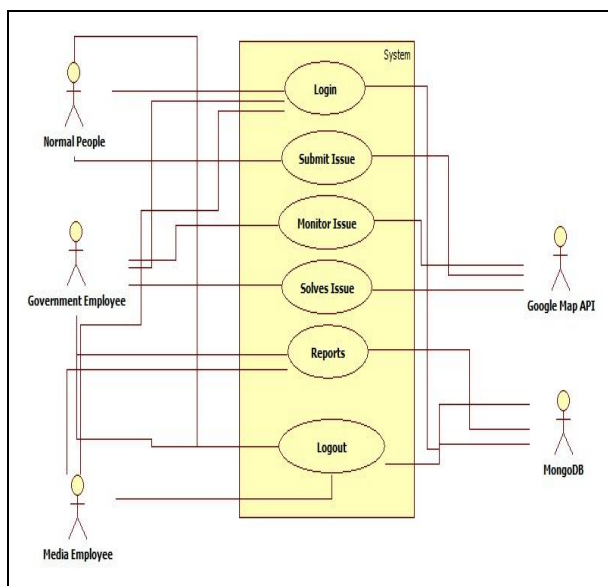 System
Login
Normal People
Submit Issue
Monitor Issue
Government Employee
Solves Issue
Google Map API
Reports
Logout
MongoDB
Media Employee